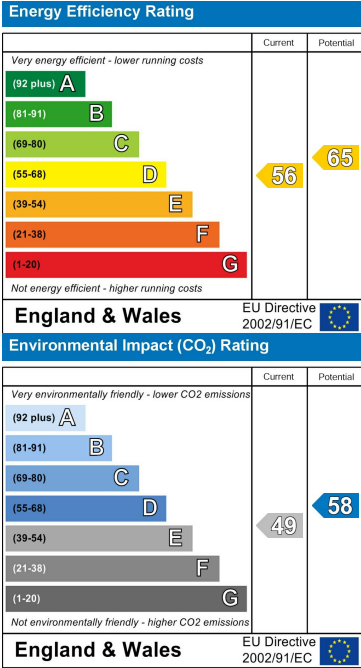 Energy Efficiency Rating
Current Potential
Very energy efficient - lower running costs
(92 plus) A
(81-91) B
(69-80) C
(55-68) D
(39-54) E
(21-38) F
(1-20) G
56
65
Not energy efficient - higher running costs
England & Wales
EU Directive
2002/91/EC
Environmental Impact (CO₂) Rating
Current Potential
Very environmentally friendly - lower CO2 emissions
(92 plus) A
(81-91) B
(69-80) C
(55-68) D
(39-54) E
(21-38) F
(1-20) G
49
58
Not environmentally friendly - higher CO2 emissions
England & Wales
EU Directive
2002/91/EC